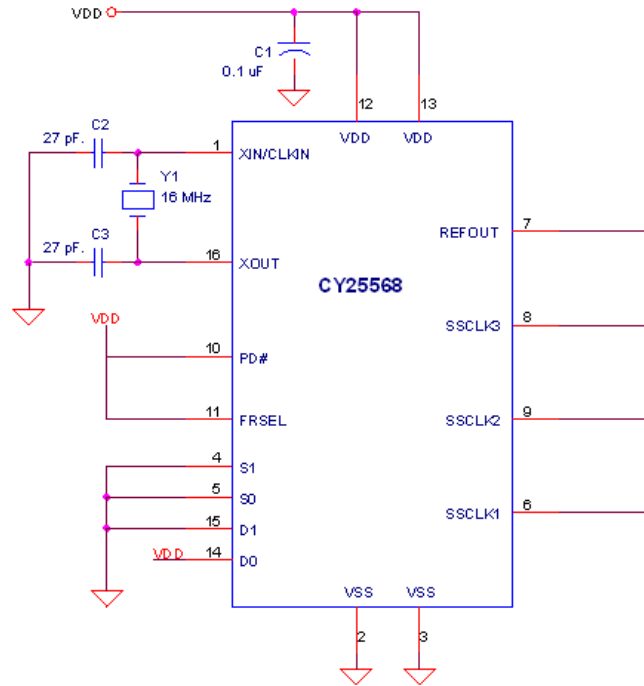 VDD
C1
0.1 uF
12 13
VDD VDD
C2
27 pF.
1 XIN/CLKIN
Y1
16 MHz
REFOUT 7
C3
27 pF.
16 XOUT
CY25568
VDD
SSCLK3 8
10 PD#
11 FRSEL
SSCLK2 9
4 S1
5 S0
SSCLK1 6
15 D1
VDD 14 D0
VSS VSS
2 3